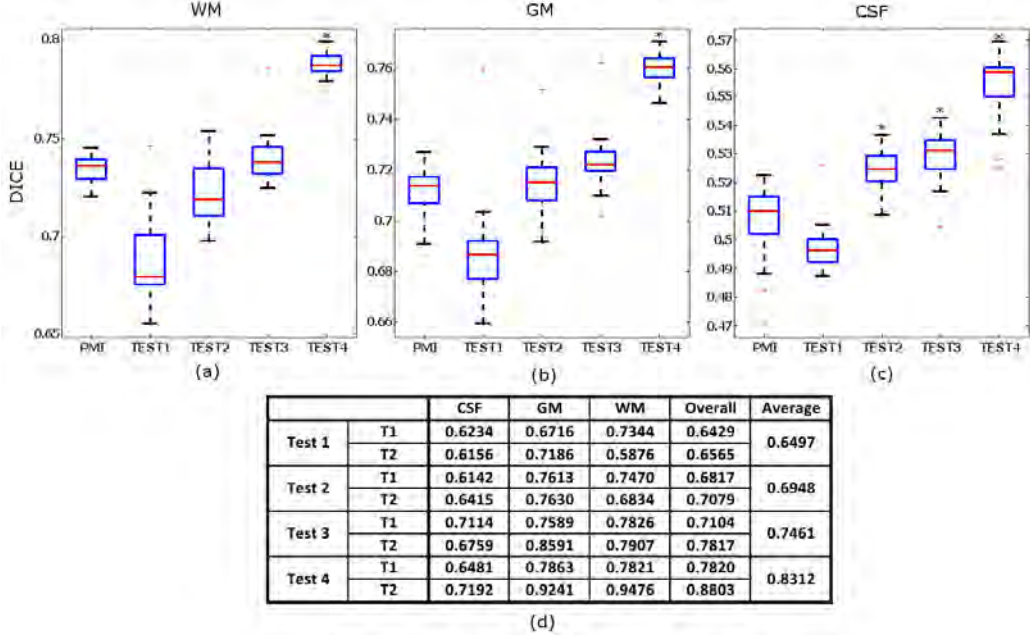 WM GM CSF
DICE
0.8
0.75
0.7
0.65
PMI TEST1 TEST2 TEST3 TEST4
(a)
0.76
0.74
0.72
0.7
0.68
0.66
PMI TEST1 TEST2 TEST3 TEST4
(b)
0.57
0.56
0.55
0.54
0.53
0.52
0.51
0.5
0.49
0.48
0.47
PMI TEST1 TEST2 TEST3 TEST4
(c)
CSF GM WM Overall Average
Test 1 T1 0.6234 0.6716 0.7344 0.6429 0.6497
T2 0.6156 0.7186 0.5876 0.6565
Test 2 T1 0.6142 0.7613 0.7470 0.6817 0.6948
T2 0.6415 0.7630 0.6834 0.7079
Test 3 T1 0.7114 0.7589 0.7826 0.7104 0.7461
T2 0.6759 0.8591 0.7907 0.7817
Test 4 T1 0.6481 0.7863 0.7821 0.7820 0.8312
T2 0.7192 0.9241 0.9476 0.8803
(d)